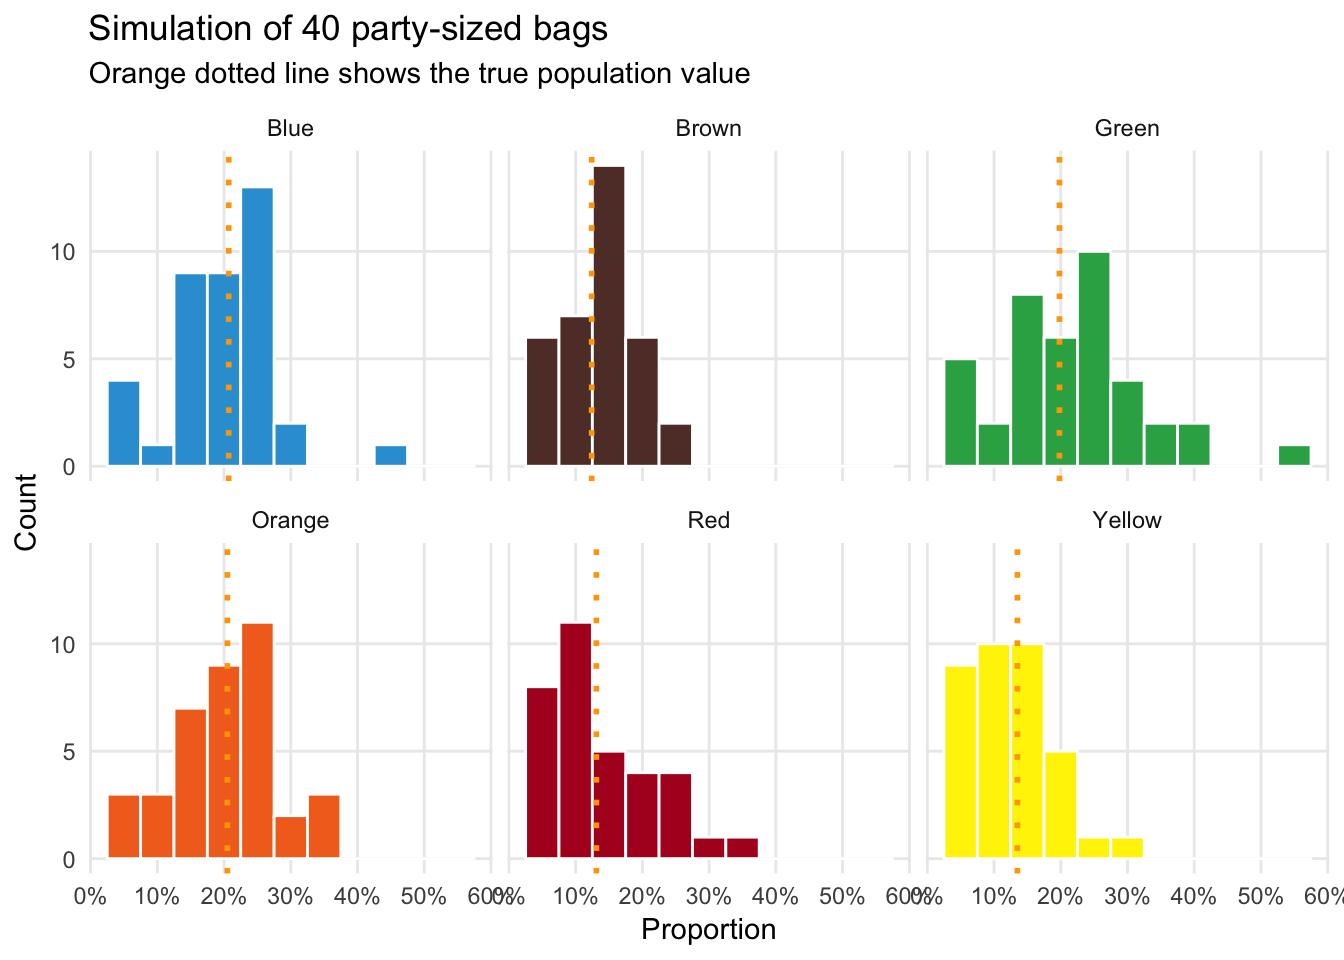 Simulation of 40 party-sized bags
Orange dotted line shows the true population value
Blue
Brown
Green
10
5
0
Count
Orange
Red
Yellow
10
5
0
0% 10% 20% 30% 40% 50% 60% 0% 10% 20% 30% 40% 50% 60% 0% 10% 20% 30% 40% 50% 60%
Proportion